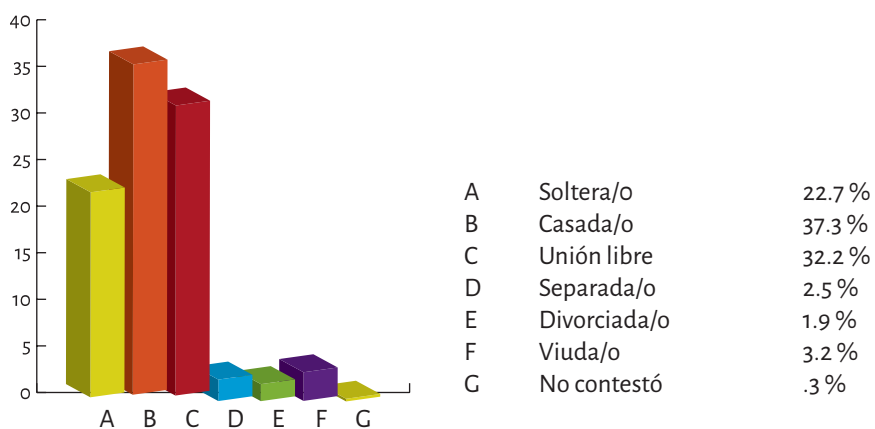 40
35
30
25
20
15
10
5
0
A B C D E F G
A Soltera/o 22.7 %
B Casada/o 37.3 %
C Unión libre 32.2 %
D Separada/o 2.5 %
E Divorciada/o 1.9 %
F Viuda/o 3.2 %
G No contestó .3 %